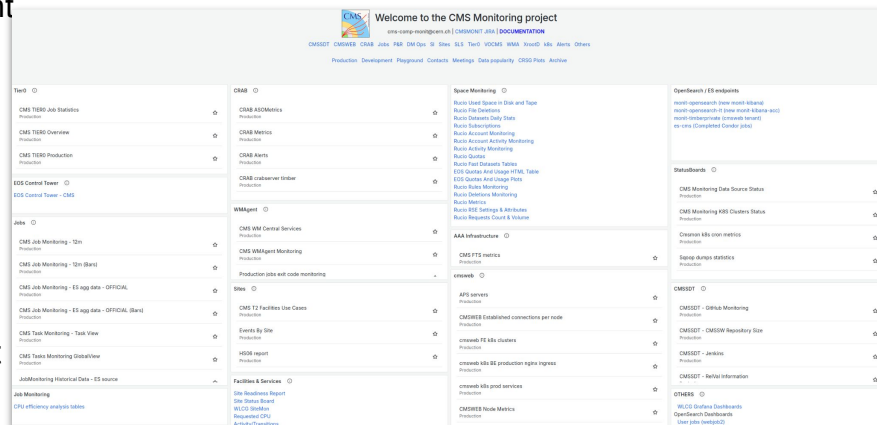 nt
CMS
Welcome to the CMS Monitoring project
cms-comp-monit@cern.ch | CMSMONIT JIRA | DOCUMENTATION
CMSSDT CMSWEB CRAB Jobs P&R DM Ops SI Sites SLS Tier0 VOCMS WMA XrootD k8s Alerts Others
Production Development Playground Contacts Meetings Data popularity CRSG Plots Archive
Tier0
CMS TIER0 Job Statistics
Production
CMS TIER0 Overview
Production
CMS TIER0 Production
Production
EOS Control Tower
EOS Control Tower - CMS
Jobs
CMS Job Monitoring - 12m
Production
CMS Job Monitoring - 12m (Bars)
Production
CMS Job Monitoring - ES agg data - OFFICIAL
Production
CMS Job Monitoring - ES agg data - OFFICIAL (Bars)
Production
CMS Task Monitoring - Task View
Production
CMS Tasks Monitoring GlobalView
Production
JobMonitoring Historical Data - ES source
Job Monitoring
CPU efficiency analysis tables
CRAB
CRAB ASOMetrics
Production
CRAB Metrics
Production
CRAB Alerts
Production
CRAB crabserver timber
Production
WMAgent
CMS WM Central Services
Production
CMS WMAgent Monitoring
Production
Production jobs exit code monitoring
Sites
CMS T2 Facilities Use Cases
Production
Events By Site
Production
HS06 report
Production
Facilities & Services
Site Readiness Report
Site Status Board
WLCG SiteMon
Requested CPU
Activity/Transitions
Space Monitoring
Rucio Used Space in Disk and Tape
Rucio File Deletions
Rucio Datasets Daily Stats
Rucio Subscriptions
Rucio Account Monitoring
Rucio Account Activity Monitoring
Rucio Activity Monitoring
Rucio Quotas
Rucio Fast Datasets Tables
EOS Quotas And Usage HTML Table
EOS Quotas And Usage Plots
Rucio Rules Monitoring
Rucio Deletions Monitoring
Rucio Metrics
Rucio RSE Settings & Attributes
Rucio Requests Count & Volume
AAA Infrastructure
CMS FTS metrics
Production
cmsweb
APS servers
Production
CMSWEB Established connections per node
Production
cmsweb FE k8s clusters
Production
cmsweb k8s BE production nginx ingress
Production
cmsweb k8s prod services
Production
CMSWEB Node Metrics
Production
OpenSearch / ES endpoints
monit-opensearch (new monit-kibana)
monit-opensearch-lt (new monit-kibana-acc)
monit-timberprivate (cmsweb tenant)
es-cms (Completed Condor jobs)
StatusBoards
CMS Monitoring Data Source Status
Production
CMS Monitoring K8S Clusters Status
Production
Cmsmon k8s cron metrics
Production
Sqoop dumps statistics
Production
CMSSDT
CMSSDT - GitHub Monitoring
Production
CMSSDT - CMSSW Repository Size
Production
CMSSDT - Jenkins
Production
CMSSDT - RelVal Information
OTHERS
WLCG Grafana Dashboards
OpenSearch Dashboards
User jobs (webjob2)